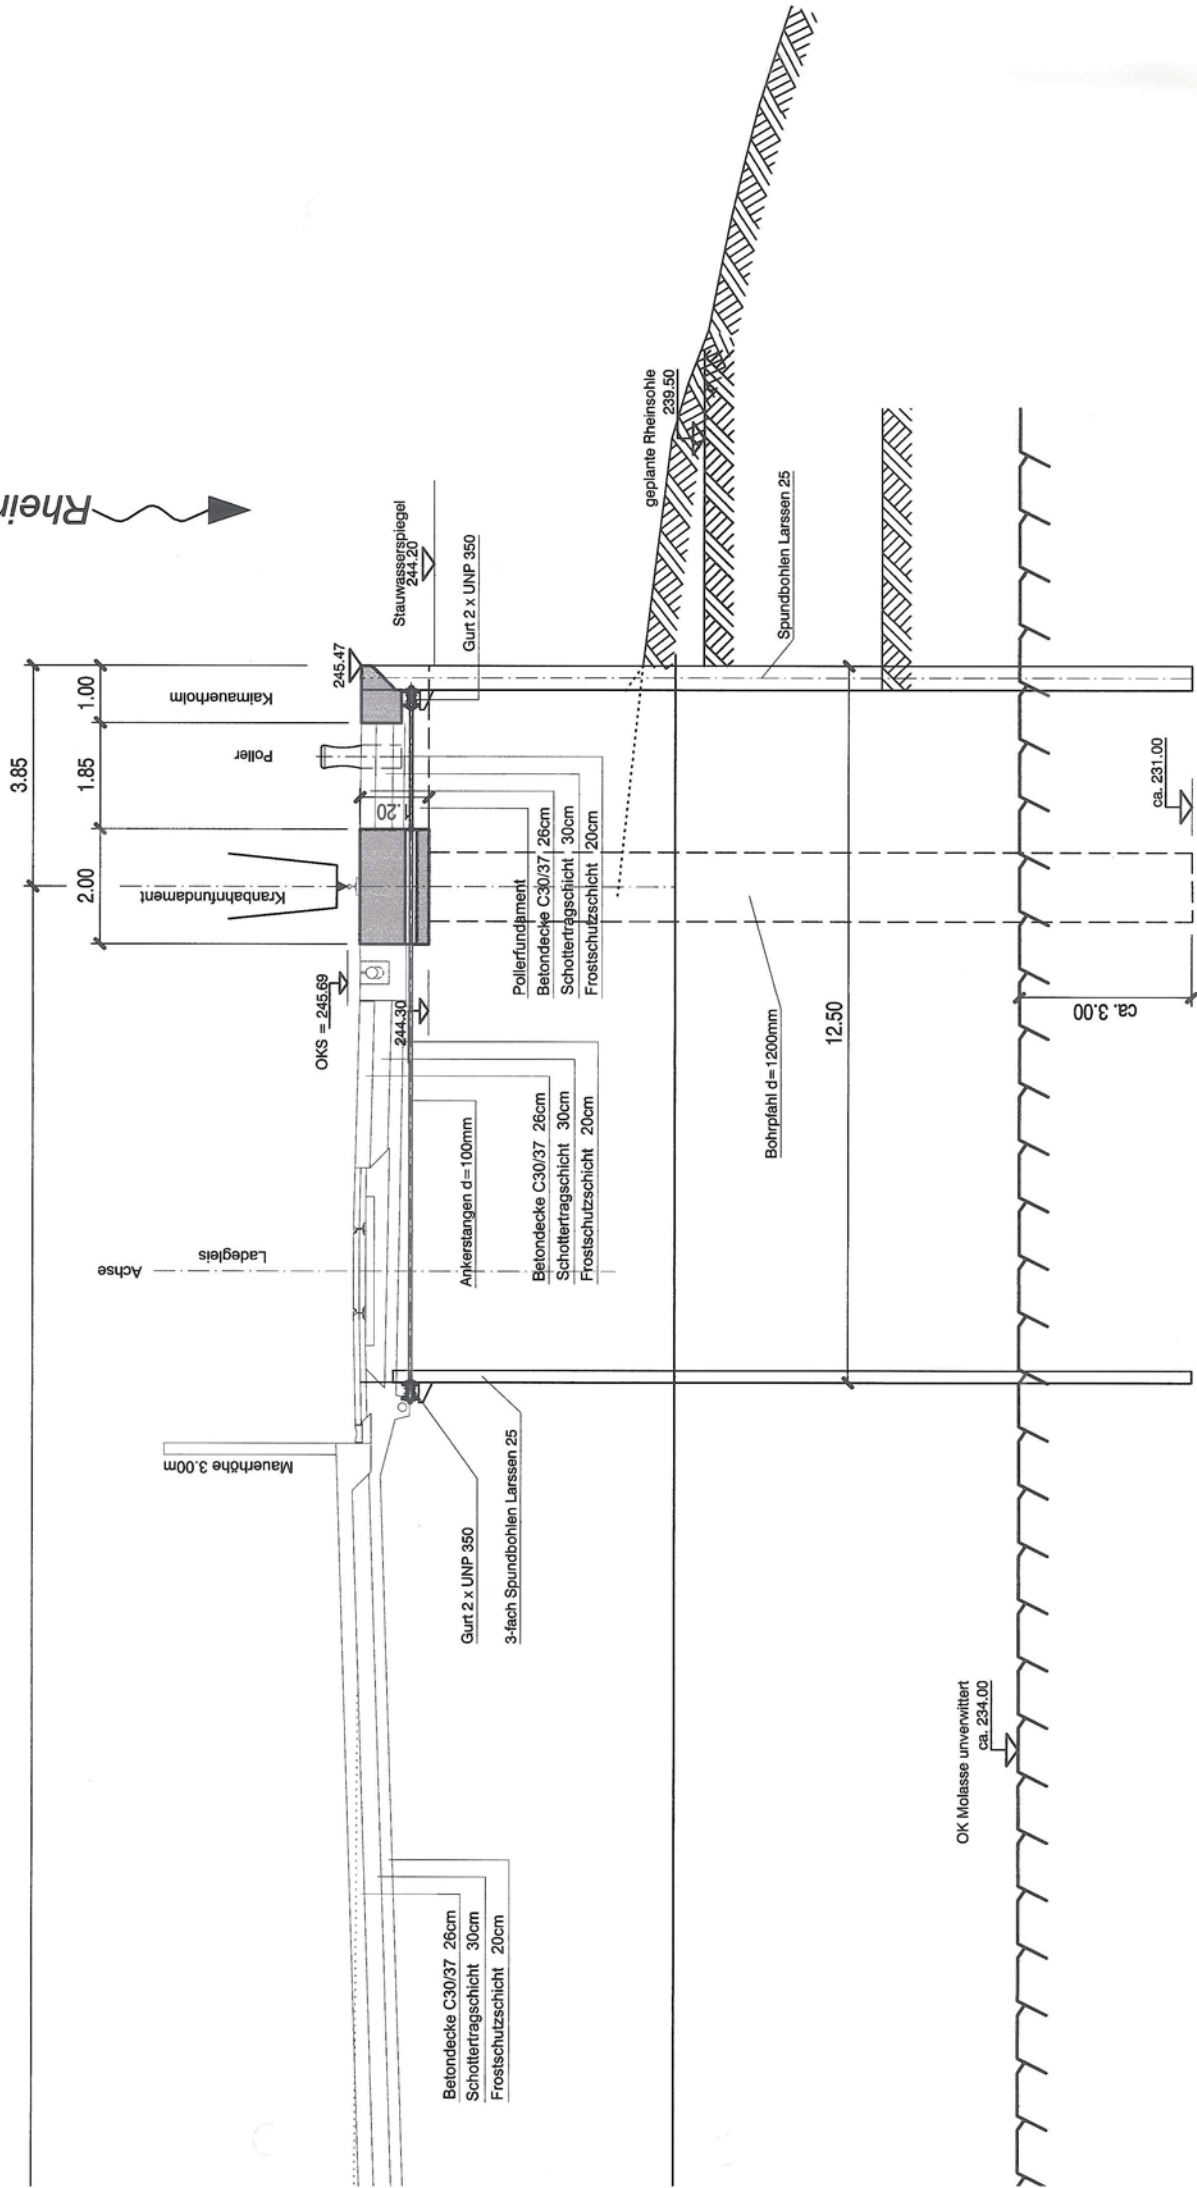 Rhein
3.85
1.00
1.85
2.00
Kaimauerholm
Poller
Kranbahnfundament
245.47
Stauwasserspiegel
244.20
Gurt 2 x UNP 350
geplante Rheinsohle
239.50
Spundbohlen Larssen 25
1.20
OKS = 245.69
244.30
Pollerfundament
Betondecke C30/37 26cm
Schottertragschicht 30cm
Frostschutzschicht 20cm
Ankerstangen d=100mm
Betondecke C30/37 26cm
Schottertragschicht 30cm
Frostschutzschicht 20cm
Bohrpfahl d=1200mm
12.50
ca. 231.00
ca. 3.00
Achse
Ladegleis
Mauerhöhe 3.00m
Gurt 2 x UNP 350
3-fach Spundbohlen Larssen 25
OK Molasse unverwittert
ca. 234.00
Betondecke C30/37 26cm
Schottertragschicht 30cm
Frostschutzschicht 20cm